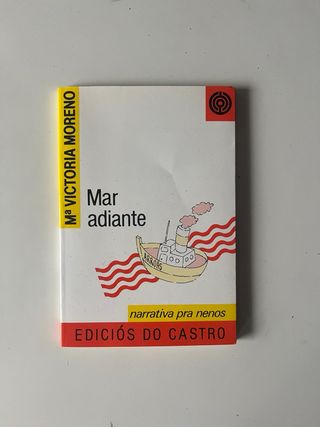 Mª VICTORIA MORENO
Mar
adiante
narrativa pra nenos
EDICIÓS DO CASTRO